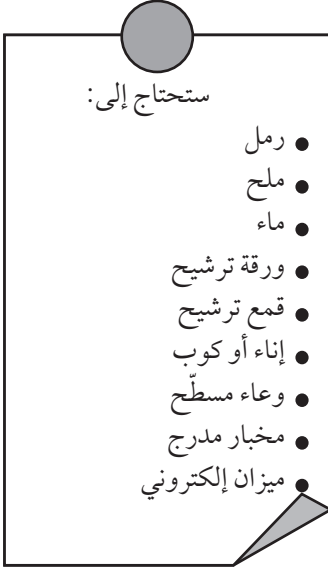 ستحتاج إلى:
● رمل
● ملح
● ماء
● ورقة ترشيح
● قمع ترشيح
● إناء أو كوب
● وعاء مسطّح
● مخبار مدرج
● ميزان إلكتروني